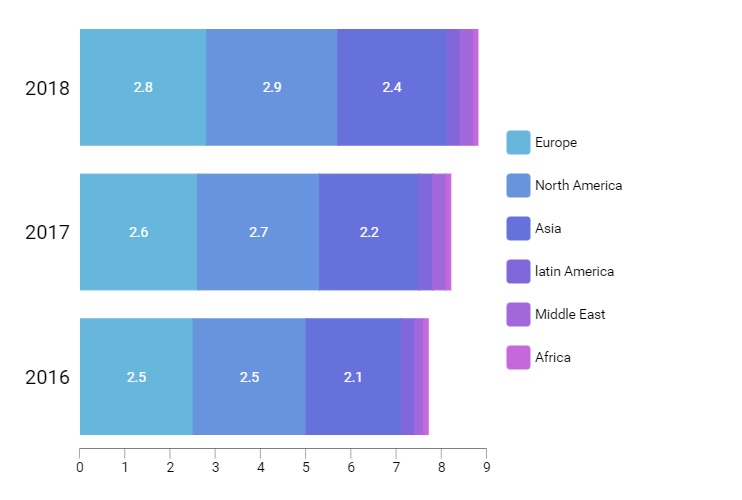 2018
2.8 2.9 2.4
Europe
North America
2017
2.6 2.7 2.2
Asia
latin America
Middle East
Africa
2016
2.5 2.5 2.1
0 1 2 3 4 5 6 7 8 9